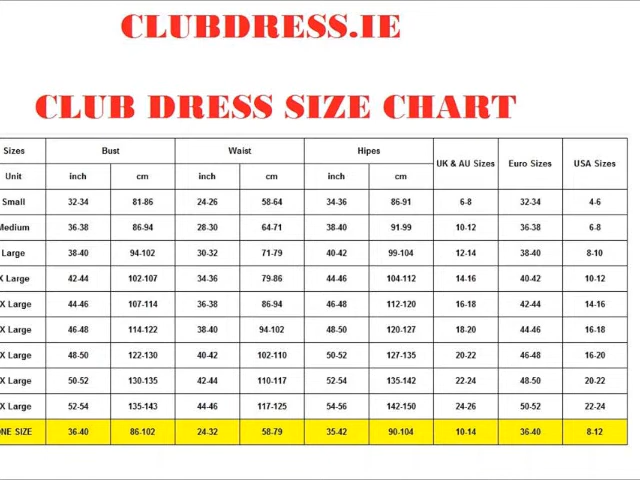 CLUBDRESS.IE
CLUB DRESS SIZE CHART
Sizes Bust Waist Hipes UK & AU Sizes Euro Sizes USA Sizes
Unit inch cm inch cm inch cm
Small 32-34 81-86 24-26 58-64 34-36 86-91 6-8 32-34 4-6
Medium 36-38 86-94 28-30 64-71 38-40 91-99 10-12 36-38 6-8
Large 38-40 94-102 30-32 71-79 40-42 99-104 12-14 38-40 8-10
X Large 42-44 102-107 34-36 79-86 44-46 104-112 14-16 40-42 10-12
X Large 44-46 107-114 36-38 86-94 46-48 112-120 16-18 42-44 14-16
X Large 46-48 114-122 38-40 94-102 48-50 120-127 18-20 44-46 16-18
X Large 48-50 122-130 40-42 102-110 50-52 127-135 20-22 46-48 16-20
X Large 50-52 130-135 42-44 110-117 52-54 135-142 22-24 48-50 20-22
X Large 52-54 135-143 44-46 117-125 54-56 142-150 24-26 50-52 22-24
ONE SIZE 36-40 86-102 24-32 58-79 35-42 90-104 10-14 36-40 8-12